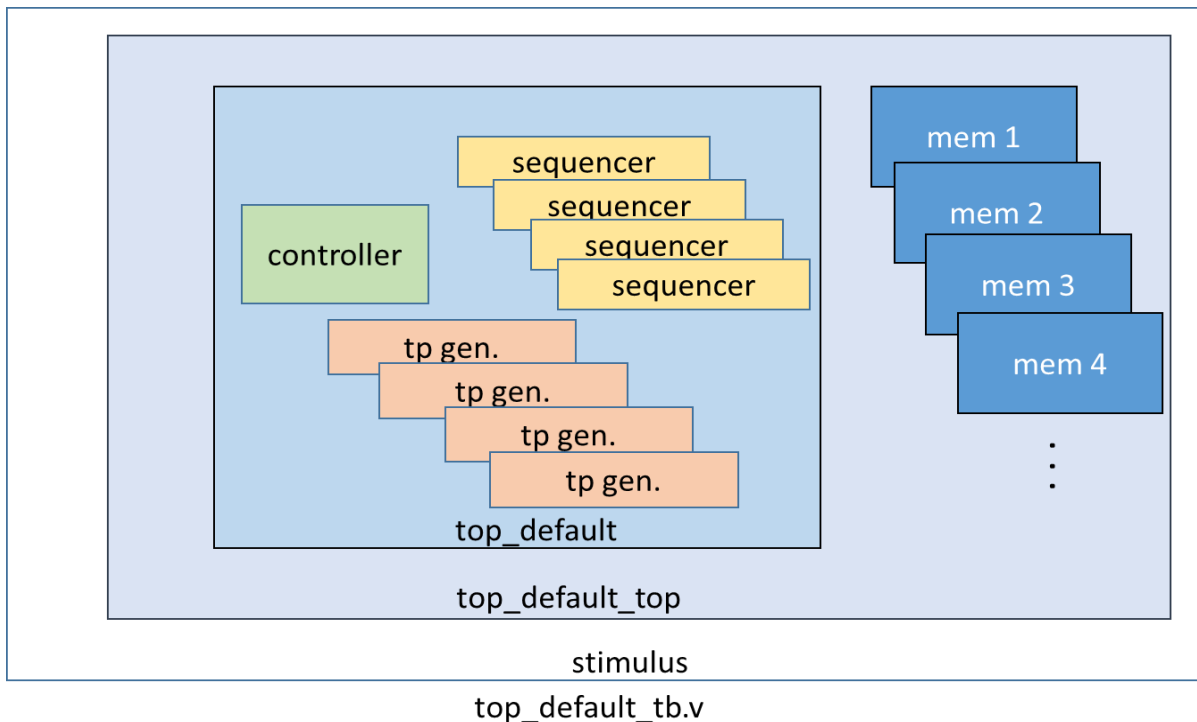 mem 1
sequencer
mem 2
sequencer
sequencer
controller
mem 3
sequencer
tp gen.
mem 4
tp gen.
tp gen.
tp gen.
top_default
top_default_top
stimulus
top_default_tb.v